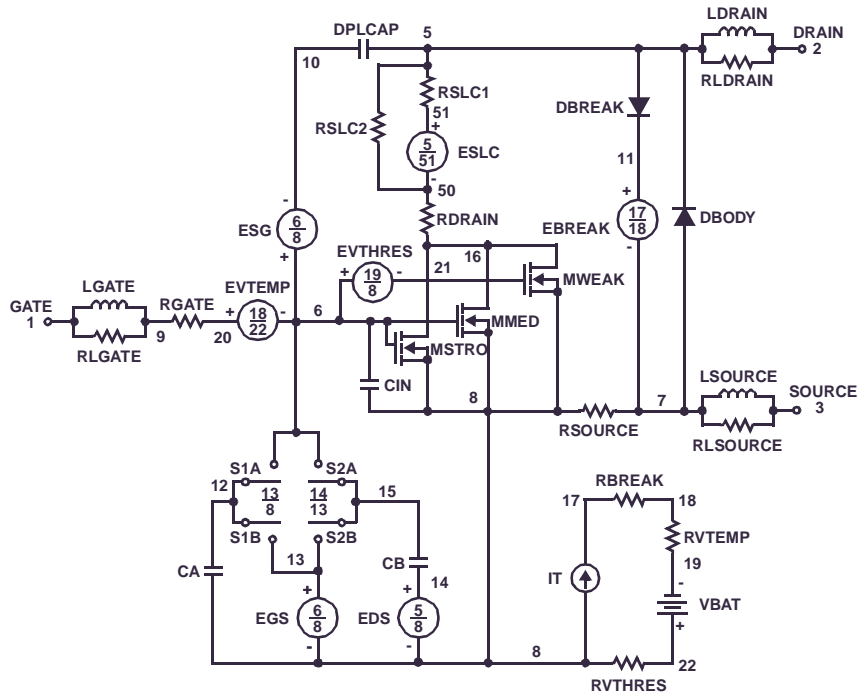 LDRAIN
DPLCAP
5
DRAIN
2
10
RLDRAIN
RSLC1
51
+
RSLC2
5
51
ESLC
-
50
DBREAK
11
-
6
8
ESG
+
RDRAIN
+
17
18
EBREAK
-
DBODY
EVTHRES
+
19
8
-
21
16
MWEAK
LGATE
GATE
1
RLGATE
9
RGATE
20
EVTEMP
+
18
22
-
6
MMED
MSTRO
CIN
8
RSOURCE
7
LSOURCE
SOURCE
3
RLSOURCE
S1A
S2A
12
13
8
14
13
15
S1B
S2B
13
CA
CB
14
+
EGS
6
8
-
+
EDS
5
8
-
RBREAK
17
18
RVTEMP
19
IT
-
VBAT
+
8
22
RVTHRES